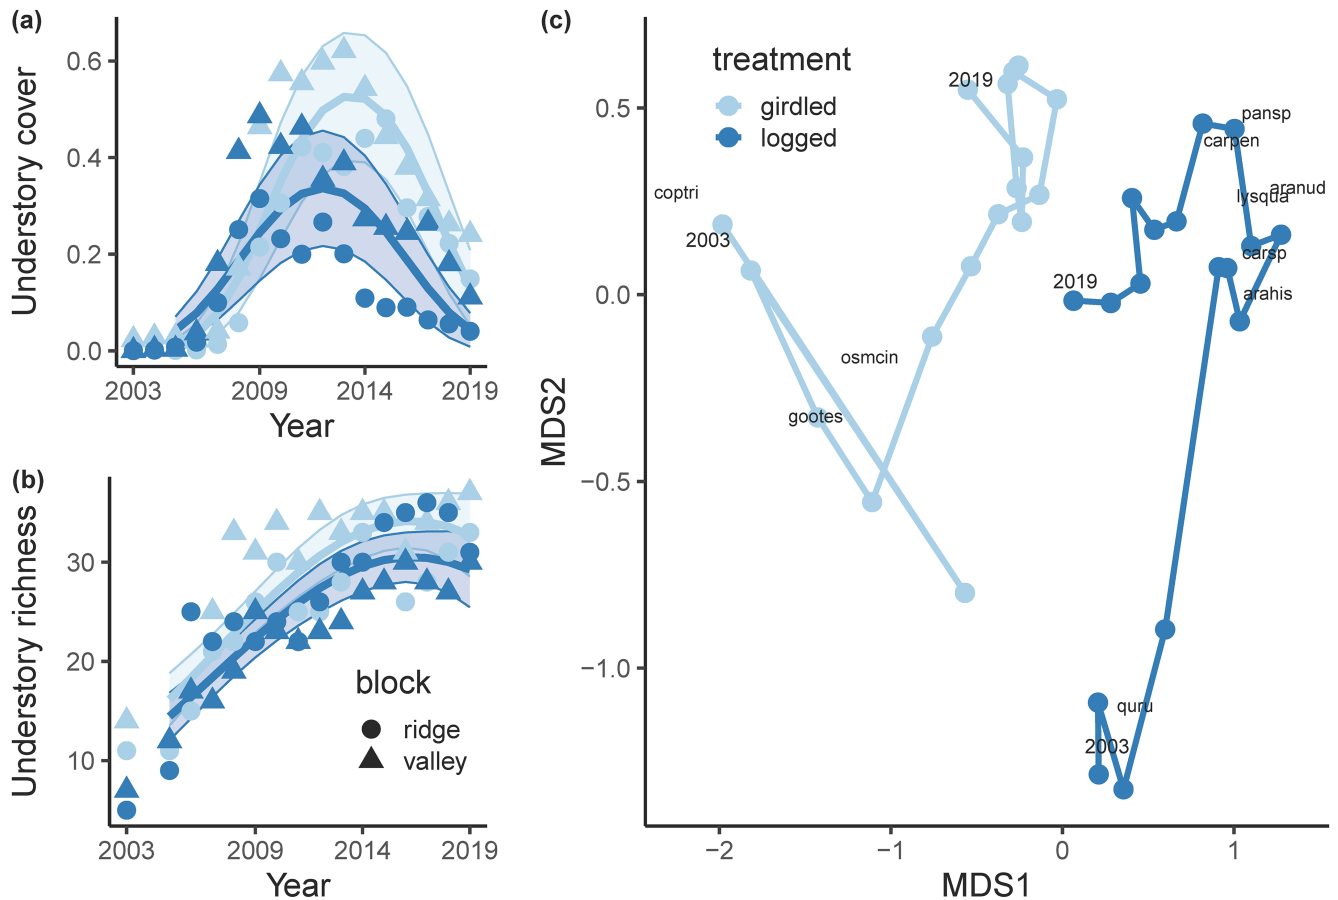 (a)
Understory cover
0.6
0.4
0.2
0.0
2003
2009
2014
2019
Year
(b)
Understory richness
30
20
10
block
ridge
valley
2003
2009
2014
2019
Year
(c)
treatment
girdled
logged
MDS2
0.5
0.0
−0.5
−1.0
2019
pansp
carpen
coptri
aranud
lysqua
2003
carsp
2019
arahis
osmcin
gootes
quru
2003
−2
−1
0
1
MDS1